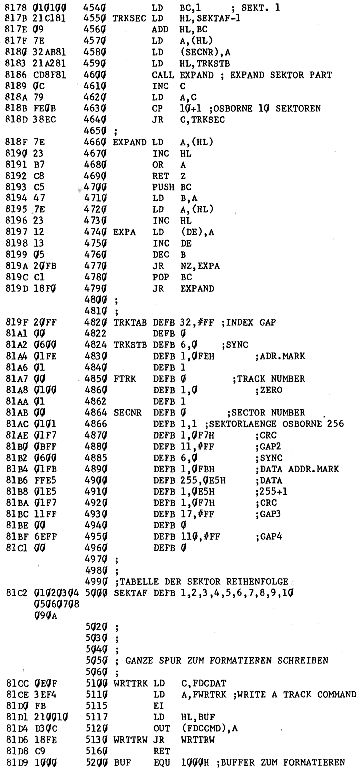 8178 010100 4540 LD BC,1 ; SEKT. 1
817B 21C181 4550 TRKSEC LD HL,SEKTAF-1
817E 09 4560 ADD HL,BC
817F 7E 4570 LD A,(HL)
8180 32AB81 4580 LD (SECNR),A
8183 21A281 4590 LD HL,TRKSTB
8186 CD8F81 4600 CALL EXPAND ; EXPAND SEKTOR PART
8189 0C 4610 INC C
818A 79 4620 LD A,C
818B FE0B 4630 CP 10+1 ;OSBORNE 10 SEKTOREN
818D 38EC 4640 JR C,TRKSEC
4650 ;
818F 7E 4660 EXPAND LD A,(HL)
8190 23 4670 INC HL
8191 B7 4680 OR A
8192 C8 4690 RET Z
8193 C5 4700 PUSH BC
8194 47 4710 LD B,A
8195 7E 4720 LD A,(HL)
8196 23 4730 INC HL
8197 12 4740 EXPA LD (DE),A
8198 13 4750 INC DE
8199 05 4760 DEC B
819A 20FB 4770 JR NZ,EXPA
819C C1 4780 POP BC
819D 18F0 4790 JR EXPAND
4800 ;
4810 ;
819F 20FF 4820 TRKTAB DEFB 32,#FF ;INDEX GAP
81A1 00 4822 DEFB 0
81A2 0600 4824 TRKSTB DEFB 6,0 ;SYNC
81A4 01FE 4830 DEFB 1,0FEH ;ADR.MARK
81A6 01 4840 DEFB 1
81A7 00 4850 FTRK DEFB 0 ;TRACK NUMBER
81A8 0100 4860 DEFB 1,0 ;ZERO
81AA 01 4862 DEFB 1
81AB 00 4864 SECNR DEFB 0 ;SECTOR NUMBER
81AC 0101 4866 DEFB 1,1 ;SEKTORLAENGE OSBORNE 256
81AE 01F7 4870 DEFB 1,0F7H ;CRC
81B0 0BFF 4880 DEFB 11,#FF ;GAP2
81B2 0600 4885 DEFB 6,0 ;SYNC
81B4 01FB 4890 DEFB 1,0FBH ;DATA ADDR.MARK
81B6 FFE5 4900 DEFB 255,0E5H ;DATA
81B8 01E5 4910 DEFB 1,0E5H ;255+1
81BA 01F7 4920 DEFB 1,0F7H ;CRC
81BC 11FF 4930 DEFB 17,#FF ;GAP3
81BE 00 4940 DEFB 0
81BF 6EFF 4950 DEFB 110,#FF ;GAP4
81C1 00 4960 DEFB 0
4970 ;
4980 ;
4990 ;TABELLE DER SEKTOR REIHENFOLGE
81C2 01020304 5000 SEKTAF DEFB 1,2,3,4,5,6,7,8,9,10
05060708
090A
5020 ;
5030 ;
5040 ;
5050 ; GANZE SPUR ZUM FORMATIEREN SCHREIBEN
5060 ;
81CC 0E0F 5100 WRTTRK LD C,FDCDAT
81CE 3EF4 5110 LD A,FWRTRK ;WRITE A TRACK COMMAND
81D0 FB 5115 EI
81D1 210010 5117 LD HL,BUF
81D4 D30C 5120 OUT (FDCCMD),A
81D6 18FE 5130 WRTTRW JR WRTTRW
81D8 C9 5160 RET
81D9 1000 5200 BUF EQU 1000H ;BUFFER ZUM FORMATIEREN